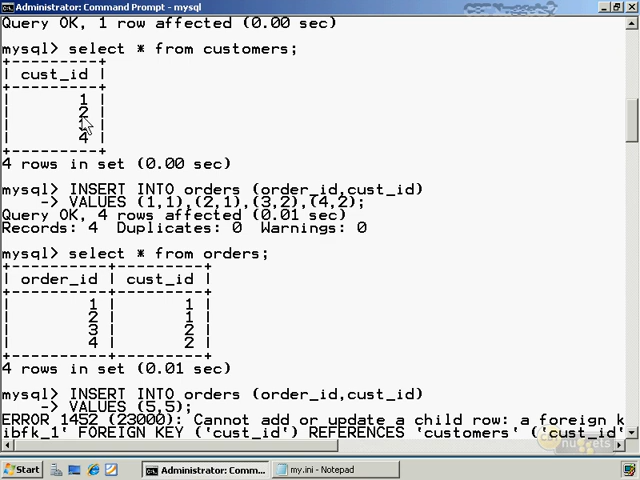 Administrator: Command Prompt - mysql
Query OK, 1 row affected (0.00 sec)
mysql> select * from customers;
+---------+
| cust_id |
+---------+
|       1 |
|       2 |
|         |
|       4 |
+---------+
4 rows in set (0.00 sec)
mysql> INSERT INTO orders (order_id,cust_id)
    -> VALUES (1,1),(2,1),(3,2),(4,2);
Query OK, 4 rows affected (0.01 sec)
Records: 4  Duplicates: 0  Warnings: 0
mysql> select * from orders;
+----------+---------+
| order_id | cust_id |
+----------+---------+
|        1 |       1 |
|        2 |       1 |
|        3 |       2 |
|        4 |       2 |
+----------+---------+
4 rows in set (0.01 sec)
mysql> INSERT INTO orders (order_id,cust_id)
    -> VALUES (5,5);
ERROR 1452 (23000): Cannot add or update a child row: a foreign k
ibfk_1' FOREIGN KEY ('cust_id') REFERENCES 'customers' ('cust_id'
nuggets
Start
Administrator: Comm...
my.ini - Notepad